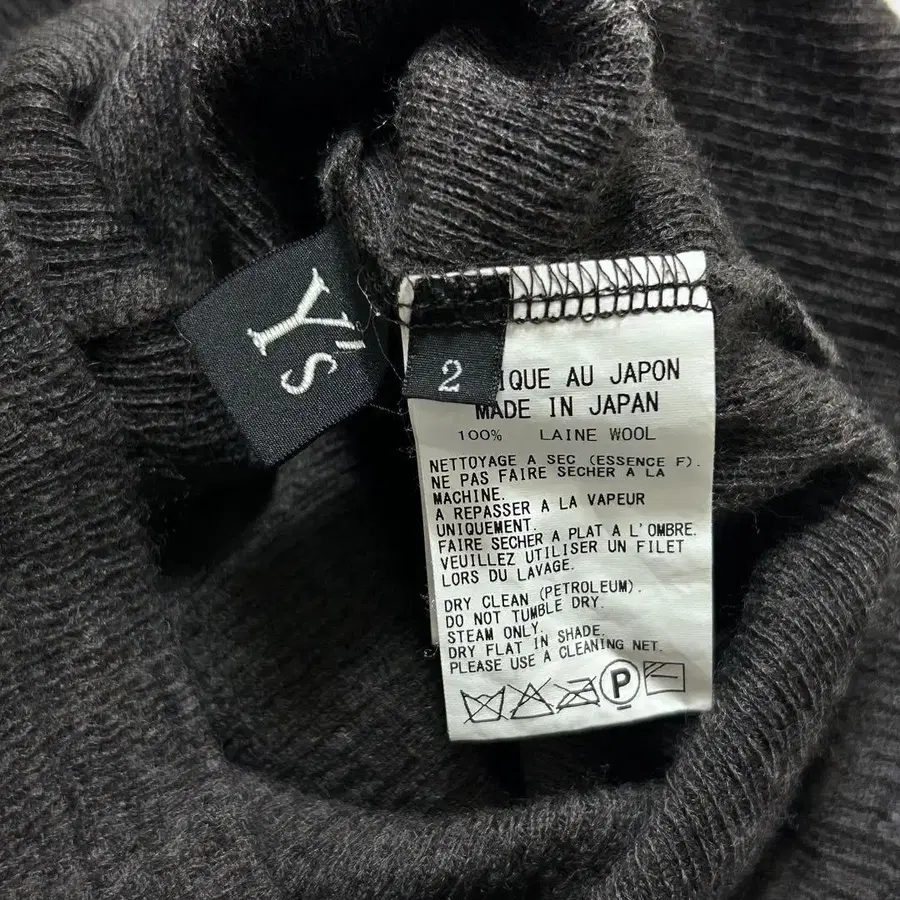 Y's
2
IQUE AU JAPON
MADE IN JAPAN
100% LAINE WOOL
NETTOYAGE A SEC (ESSENCE F).
NE PAS FAIRE SECHER A LA
MACHINE.
A REPASSER A LA VAPEUR
UNIQUEMENT.
FAIRE SECHER A PLAT A L'OMBRE.
VEUILLEZ UTILISER UN FILET
LORS DU LAVAGE.
DRY CLEAN (PETROLEUM).
DO NOT TUMBLE DRY.
STEAM ONLY.
DRY FLAT IN SHADE.
PLEASE USE A CLEANING NET.
P